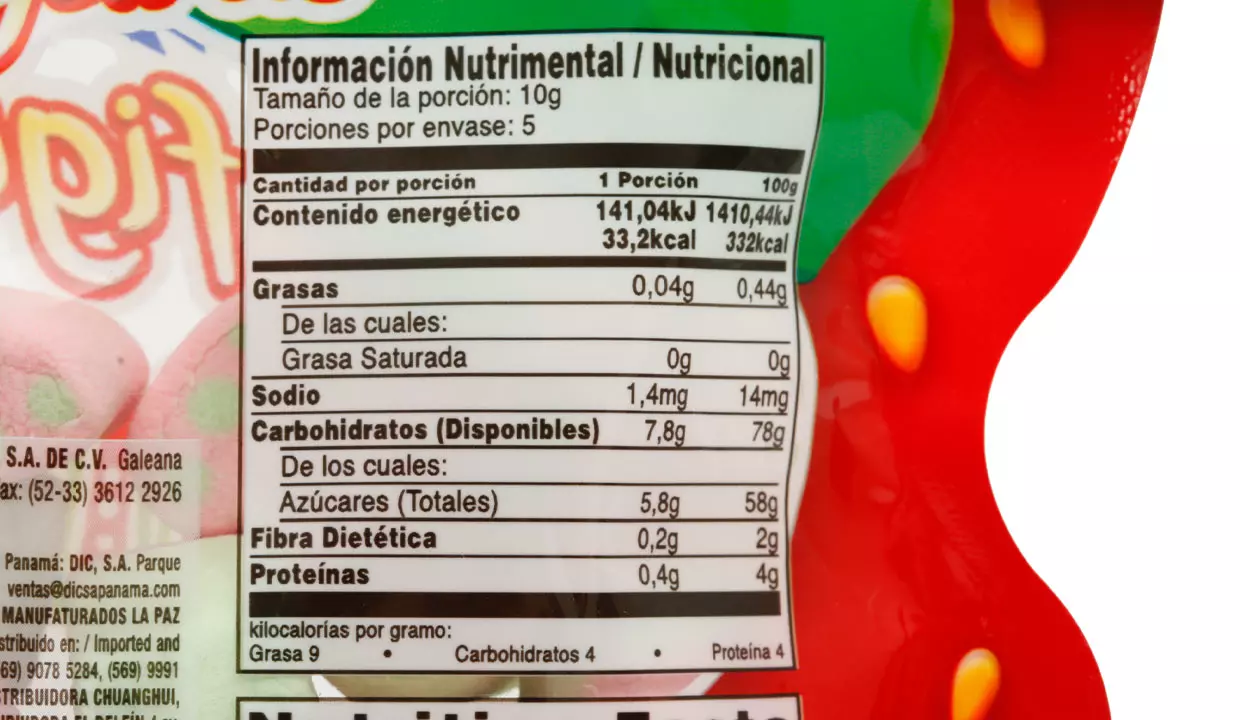 Información Nutrimental / Nutricional
Tamaño de la porción: 10g
Porciones por envase: 5
Cantidad por porción 1 Porción 100g
Contenido energético 141,04kJ 1410,44kJ
33,2kcal 332kcal
Grasas 0,04g 0,44g
De las cuales:
Grasa Saturada 0g 0g
Sodio 1,4mg 14mg
Carbohidratos (Disponibles) 7,8g 78g
De los cuales:
Azúcares (Totales) 5,8g 58g
Fibra Dietética 0,2g 2g
Proteínas 0,4g 4g
kilocalorías por gramo:
Grasa 9 • Carbohidratos 4 • Proteína 4
S.A. DE C.V. Galeana
(52-33) 3612 2926
Panamá: DIC, S.A. Parque
ventas@dicsapanama.com
MANUFATURADOS LA PAZ
en: / Imported and
9078 5284, (569) 9991
CHUANGHUI,